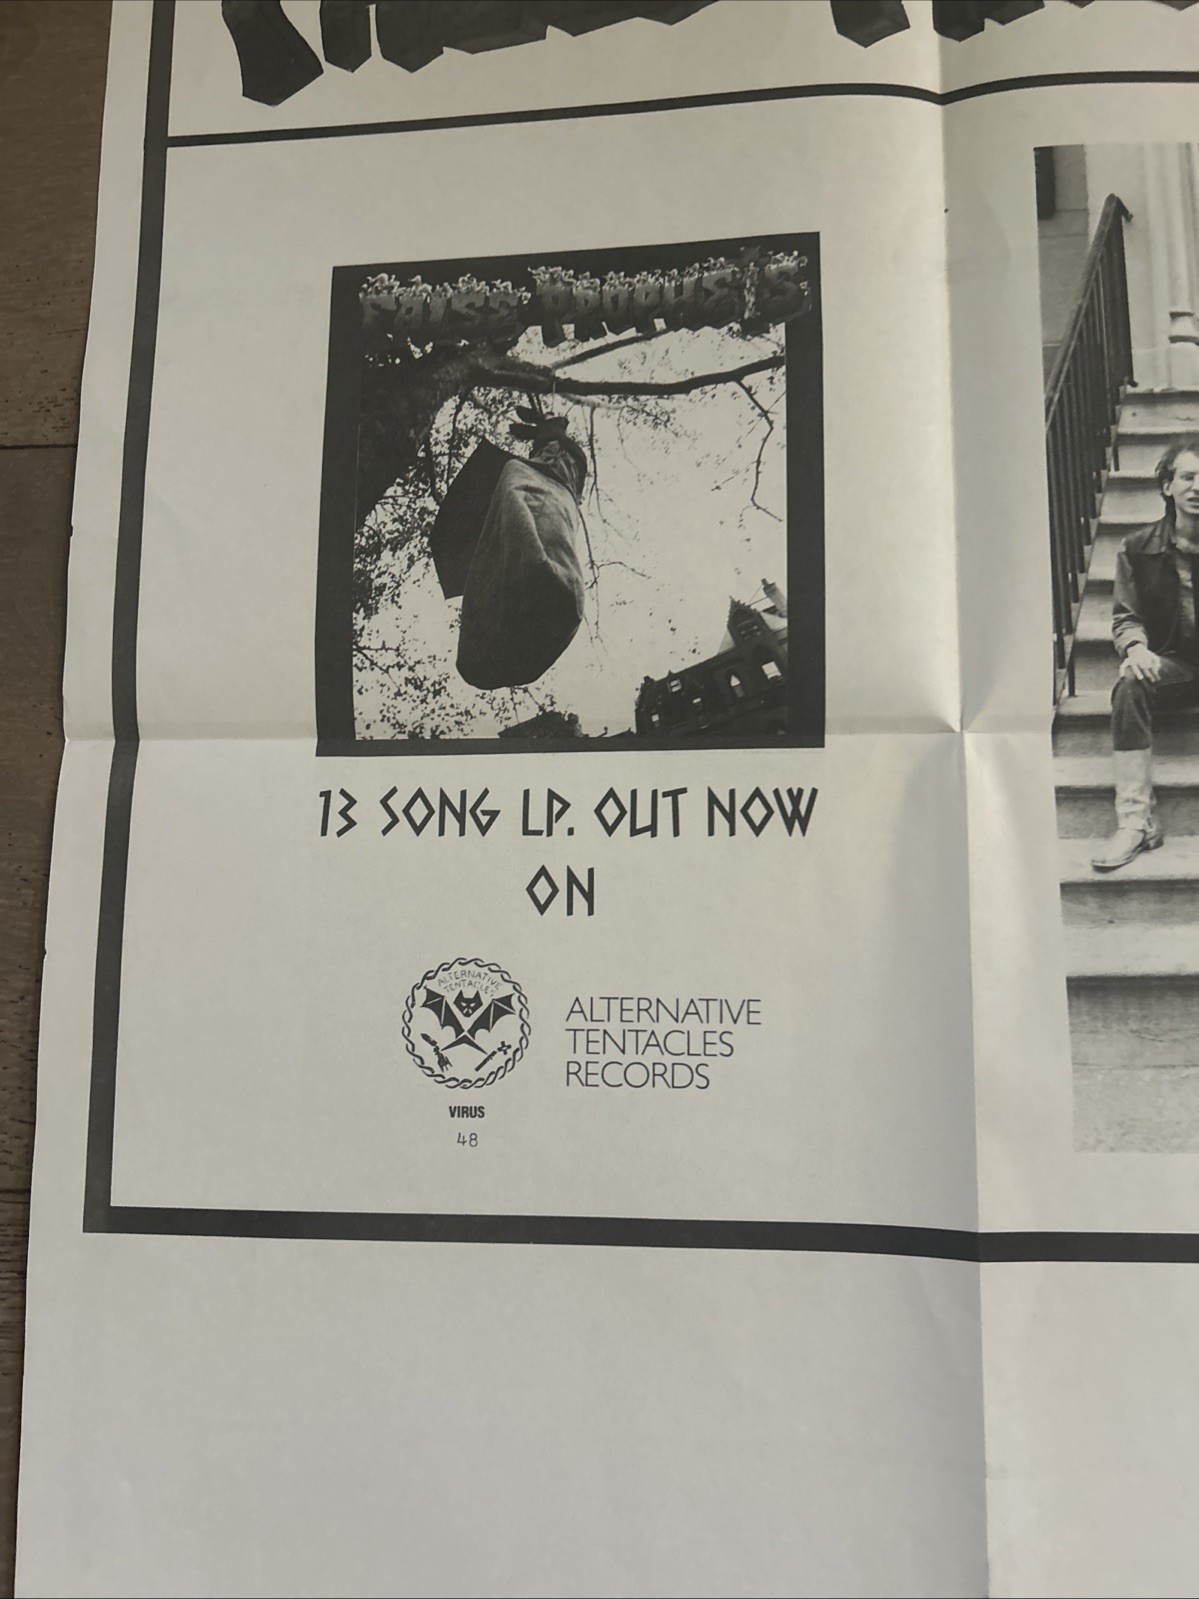 FALSE PROPHETS
13 SONG LP. OUT NOW
ON
ALTERNATIVE
TENTACLES
ALTERNATIVE
TENTACLES
RECORDS
VIRUS
48